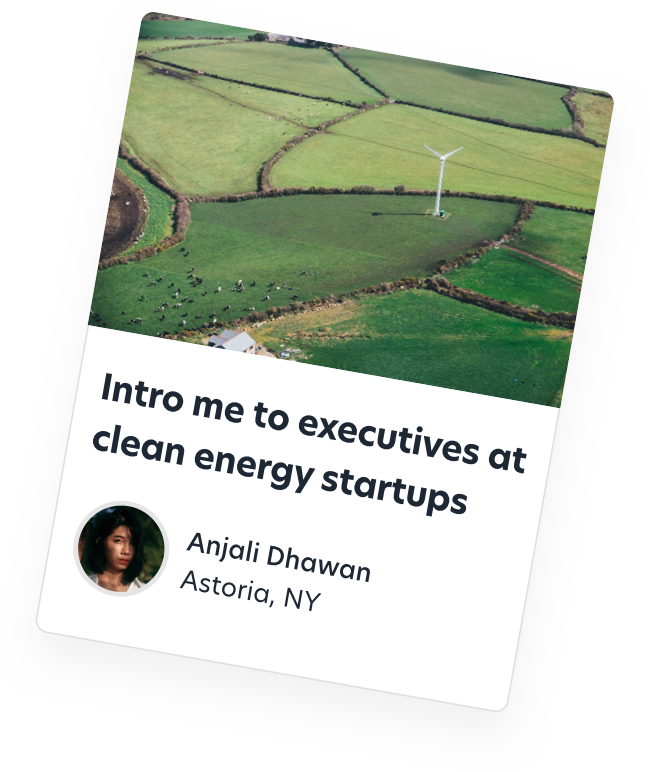 Intro me to executives at
clean energy startups
Anjali Dhawan
Astoria, NY